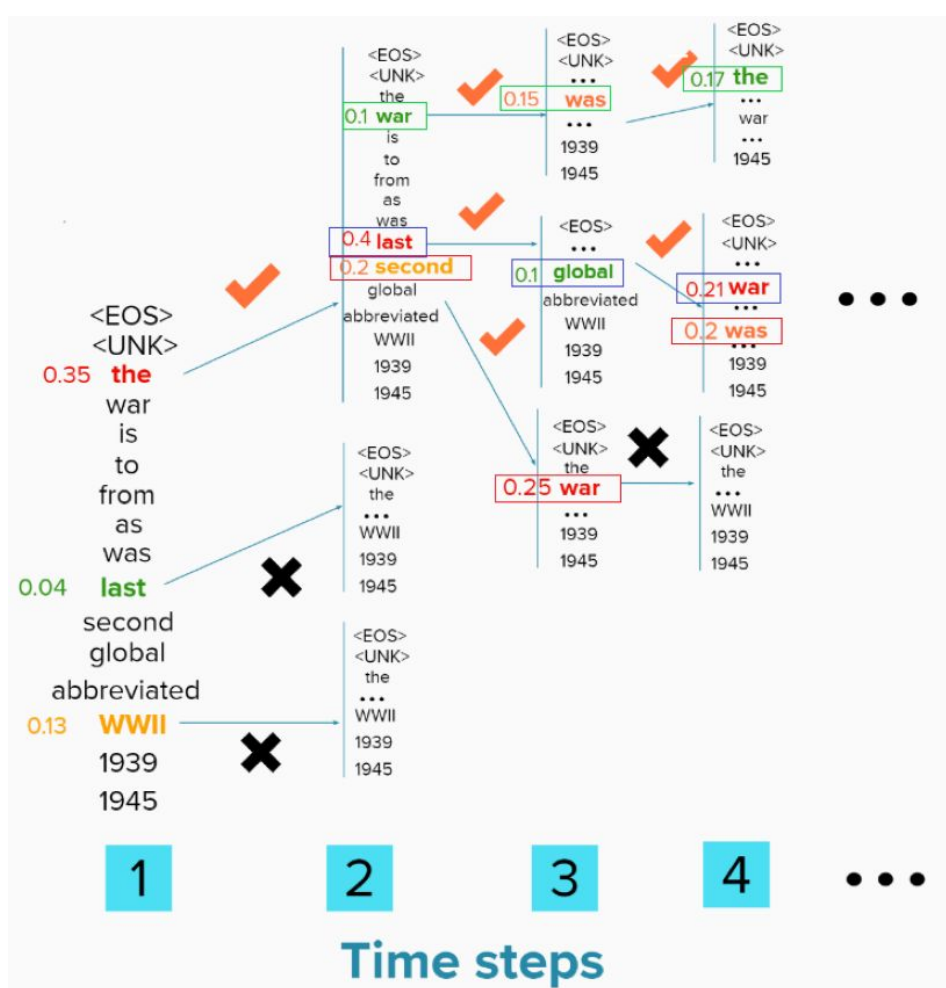 <EOS>
<UNK>
0.35 the
war
is
to
from
as
was
0.04 last
second
global
abbreviated
0.13 WWII
1939
1945
<EOS>
<UNK>
the
0.1 war
is
to
from
as
was
0.4 last
0.2 second
global
abbreviated
WWII
1939
1945
<EOS>
<UNK>
the
...
WWII
1939
1945
<EOS>
<UNK>
the
...
WWII
1939
1945
<EOS>
<UNK>
...
0.15 was
...
1939
1945
<EOS>
...
0.1 global
abbreviated
WWII
1939
1945
<EOS>
<UNK>
the
0.25 war
...
1939
1945
<EOS>
<UNK>
0.17 the
...
war
...
1945
<EOS>
<UNK>
...
0.21 war
...
0.2 was
...
1939
1945
<EOS>
<UNK>
the
...
WWII
1939
1945
...
1 2 3 4 ...
Time steps